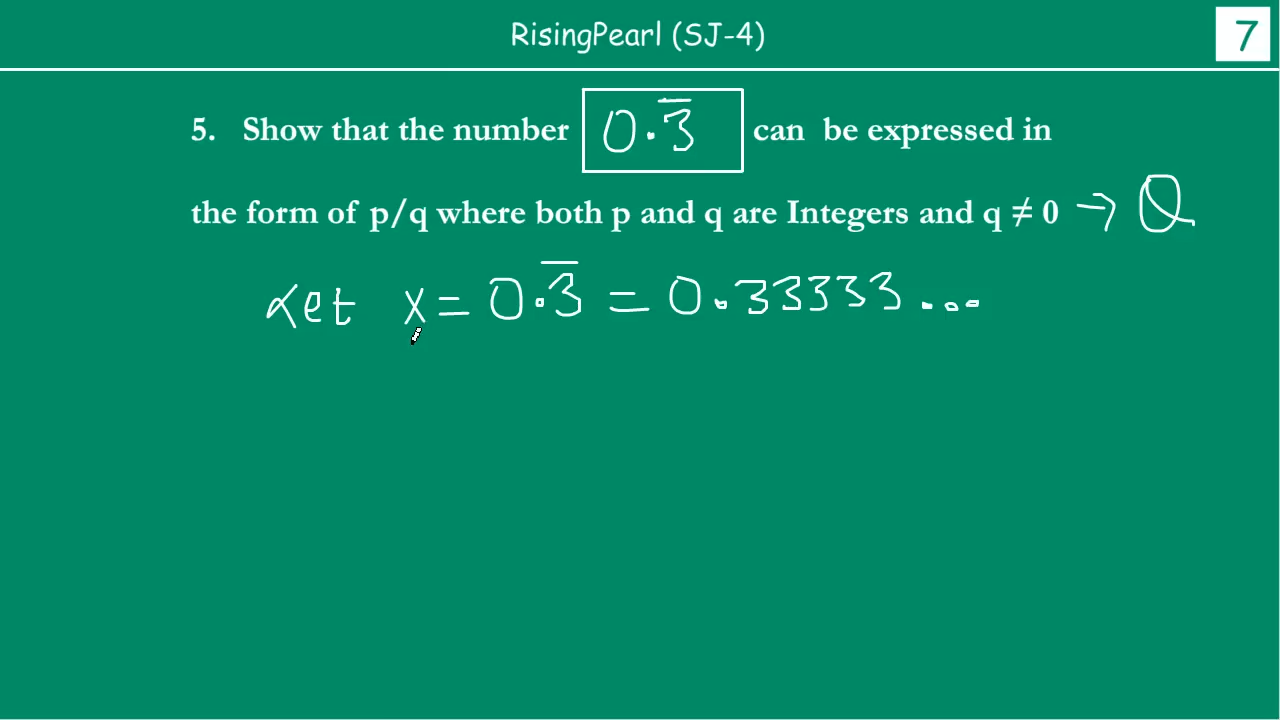 RisingPearl (SJ-4)
7
5. Show that the number 0.3̅ can be expressed in
the form of p/q where both p and q are Integers and q ≠ 0 → Q
Let x = 0.3̅ = 0.33333...